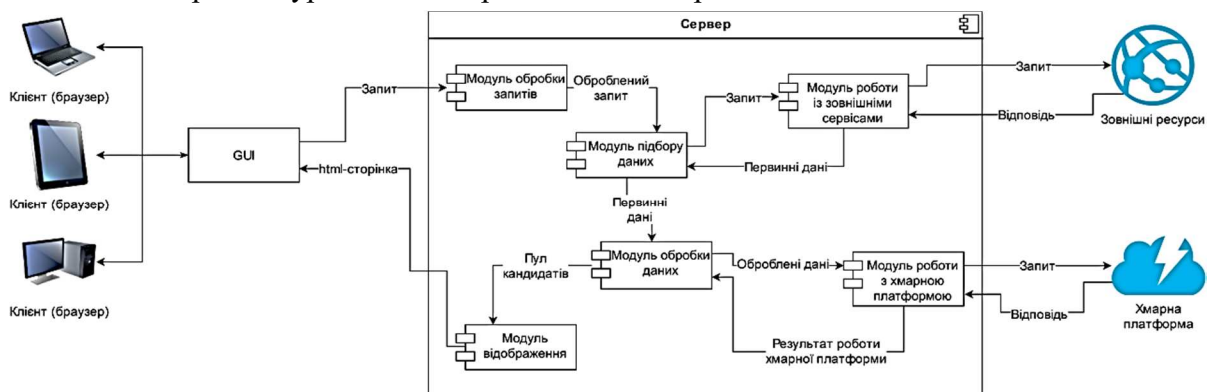 Сервер
Клієнт (браузер)
Клієнт (браузер)
Клієнт (браузер)
GUI
Запит
html-сторінка
Модуль обробки
запитів
Оброблений
запит
Модуль підбору
даних
Запит
Модуль роботи
із зовнішніми
сервісами
Первинні дані
Запит
Відповідь
Зовнішні ресурси
Первинні
дані
Модуль обробки
даних
Пул
кандидатів
Модуль
відображення
Оброблені дані
Модуль роботи
з хмарною
платформою
Результат роботи
хмарної платформи
Запит
Відповідь
Хмарна
платформа